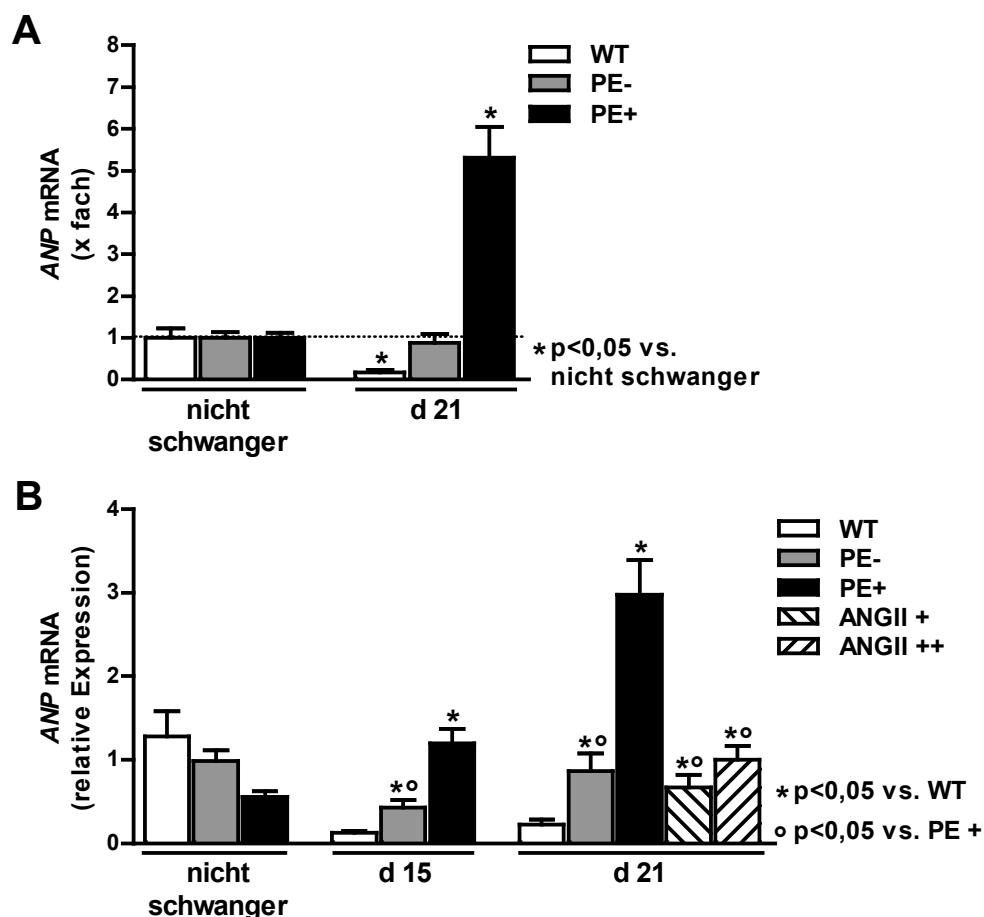 A
8
7
6
5
4
3
2
1
0
ANP mRNA
(x fach)
WT
PE-
PE+
*
*
* p<0,05 vs.
nicht schwanger
nicht
schwanger
d 21
B
4
3
2
1
0
ANP mRNA
(relative Expression)
WT
PE-
PE+
ANGII +
ANGII ++
*°
*
*°
*
*°
*°
* p<0,05 vs. WT
° p<0,05 vs. PE +
nicht
schwanger
d 15
d 21